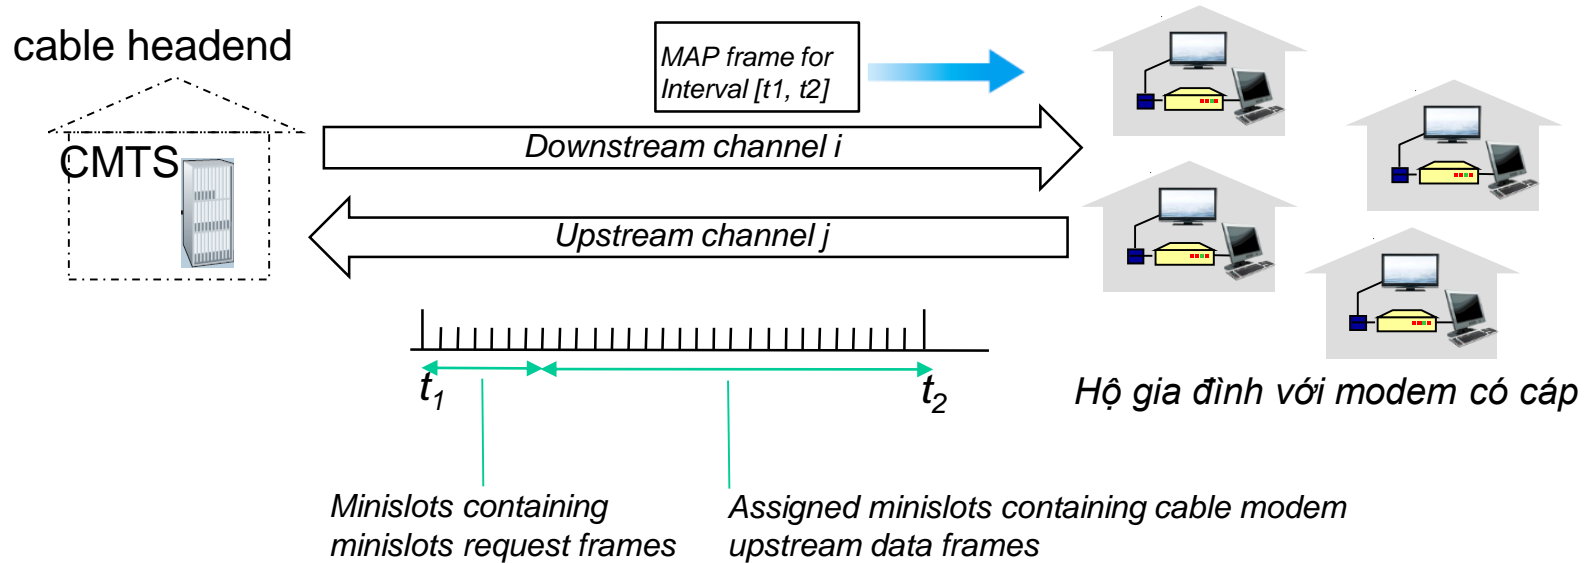 cable headend
CMTS
MAP frame for
Interval [t1, t2]
Downstream channel i
Upstream channel j
t1
t2
Hộ gia đình với modem có cáp
Minislots containing
minislots request frames
Assigned minislots containing cable modem
upstream data frames